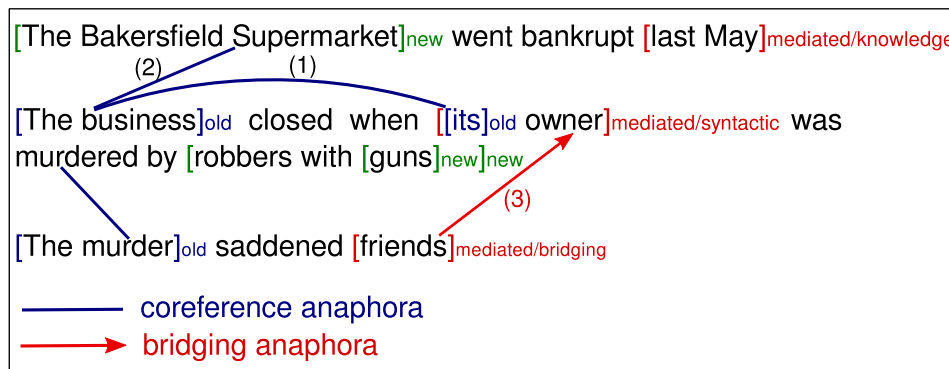 [The Bakersfield Supermarket]new went bankrupt [last May]mediated/knowledge
(2) (1)
[The business]old closed when [[its]old owner]mediated/syntactic was
murdered by [robbers with [guns]new]new
(3)
[The murder]old saddened [friends]mediated/bridging
coreference anaphora
bridging anaphora